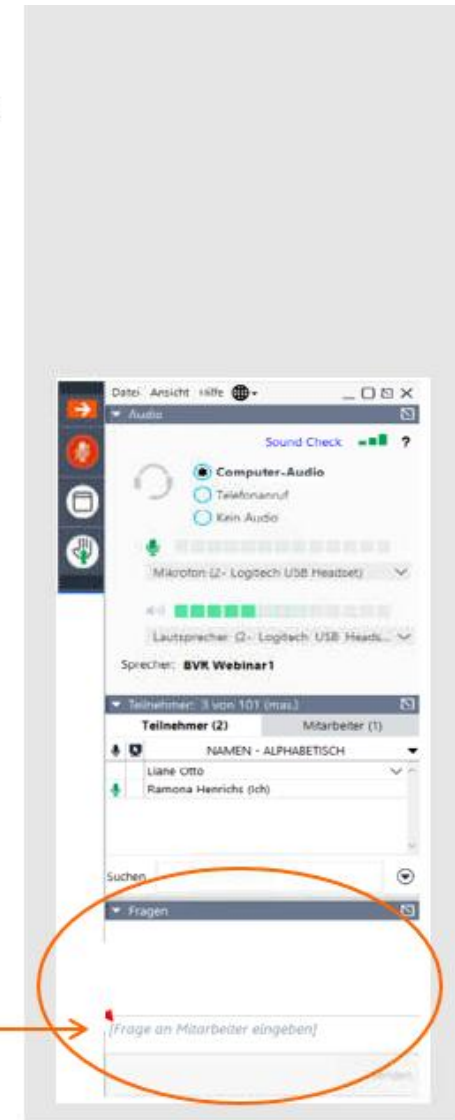 Datei Ansicht Hilfe
Audio
Sound Check ?
Computer-Audio
Telefonanruf
Kein Audio
Mikrofon (2- Logitech USB Headset)
Lautsprecher (2- Logitech USB Heads...
Sprecher: BVK Webinar1
Teilnehmer: 3 von 101 (max.)
Teilnehmer (2) Mitarbeiter (1)
NAMEN - ALPHABETISCH
Liane Otto
Ramona Henrichs (Ich)
Suchen
Fragen
[Frage an Mitarbeiter eingeben]